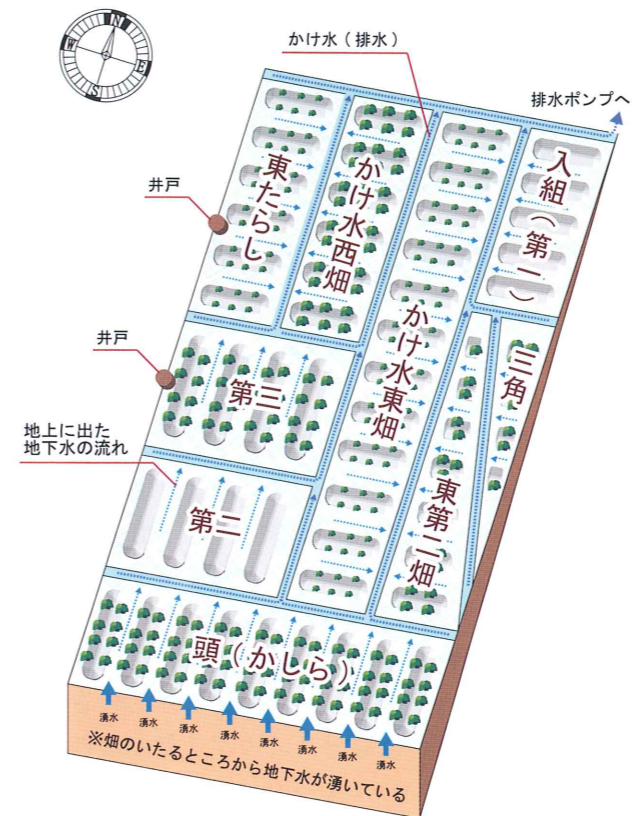 N
W
E
S
かけ水（排水）
排水ポンプへ
井戸
東たらし
かけ水西畑
入組（第一）
井戸
第三
かけ水東畑
三角
地上に出た
地下水の流れ
第二
東第二畑
頭（かしら）
湧水
湧水
湧水
湧水
湧水
湧水
湧水
湧水
※畑のいたるところから地下水が湧いている